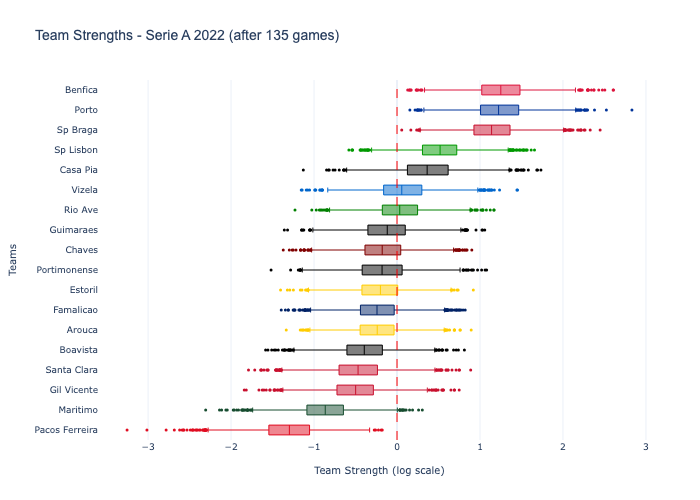 Team Strengths - Serie A 2022 (after 135 games)
Benfica
Porto
Sp Braga
Sp Lisbon
Casa Pia
Vizela
Rio Ave
Guimaraes
Chaves
Portimonense
Estoril
Famalicao
Arouca
Boavista
Santa Clara
Gil Vicente
Maritimo
Pacos Ferreira
Teams
−3 −2 −1 0 1 2 3
Team Strength (log scale)